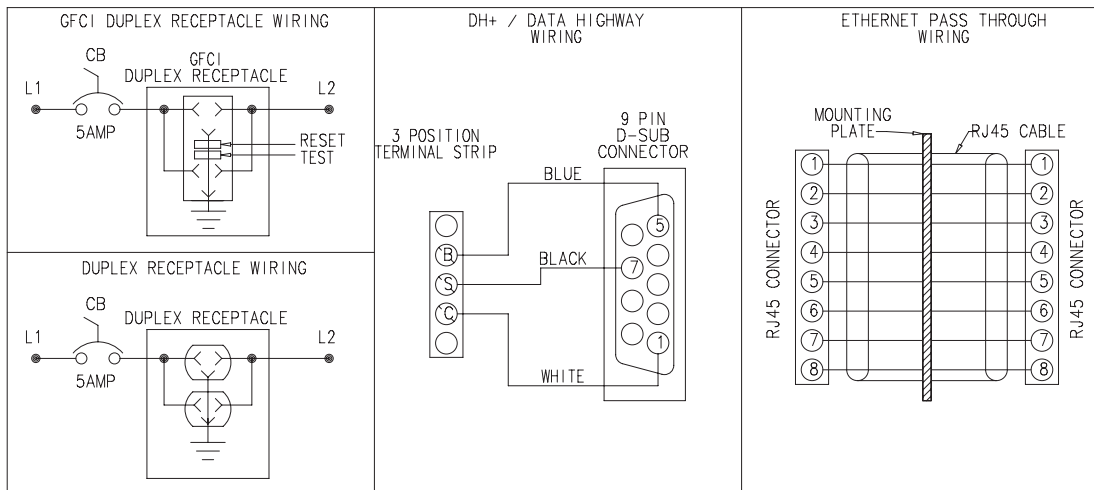 GFCI DUPLEX RECEPTACLE WIRING
CB
GFCI
DUPLEX RECEPTACLE
L1
L2
5AMP
RESET
TEST
DUPLEX RECEPTACLE WIRING
CB
DUPLEX RECEPTACLE
L1
L2
5AMP
DH+ / DATA HIGHWAY
WIRING
3 POSITION
TERMINAL STRIP
9 PIN
D-SUB
CONNECTOR
BLUE
B
5
BLACK
S
7
C
1
WHITE
ETHERNET PASS THROUGH
WIRING
MOUNTING
PLATE
RJ45 CABLE
RJ45 CONNECTOR
1
2
3
4
5
6
7
8
1
2
3
4
5
6
7
8
RJ45 CONNECTOR